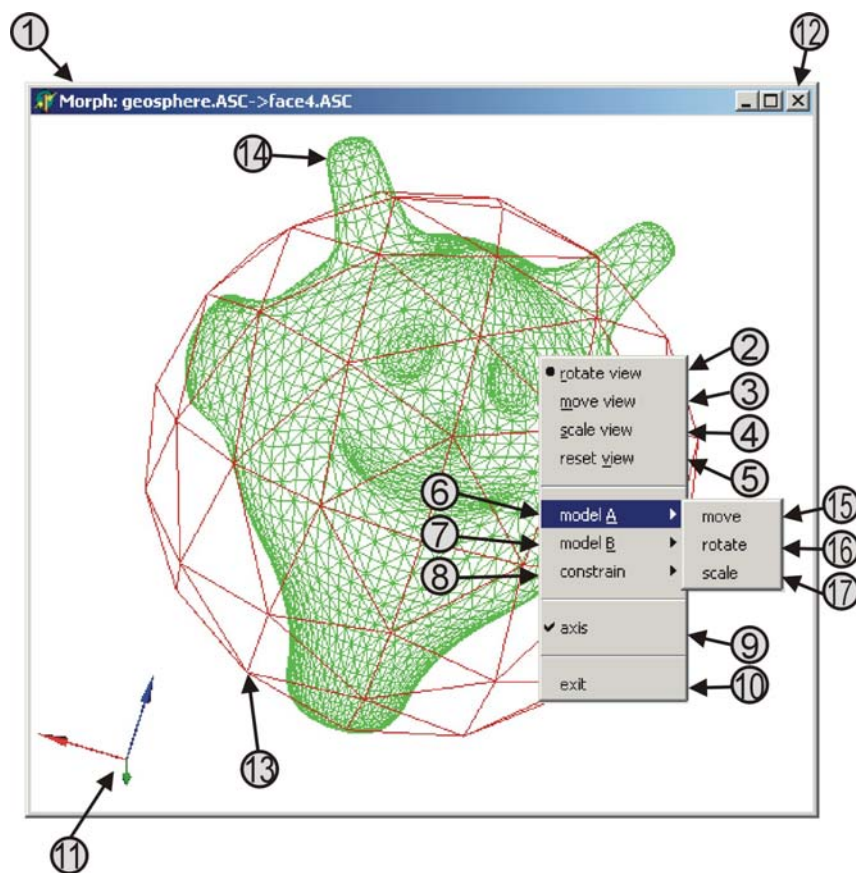 1
12
Morph: geosphere.ASC->face4.ASC
14
rotate view
2
move view
3
scale view
4
reset view
5
6
model A
move
15
7
model B
rotate
16
8
constrain
scale
17
axis
9
exit
10
13
11